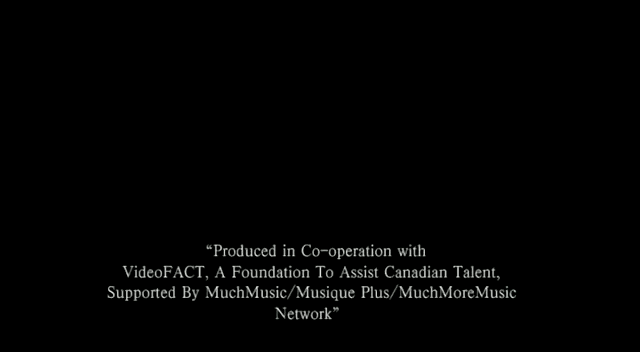 “Produced in Co-operation with
VideoFACT, A Foundation To Assist Canadian Talent,
Supported By MuchMusic/Musique Plus/MuchMoreMusic
Network”